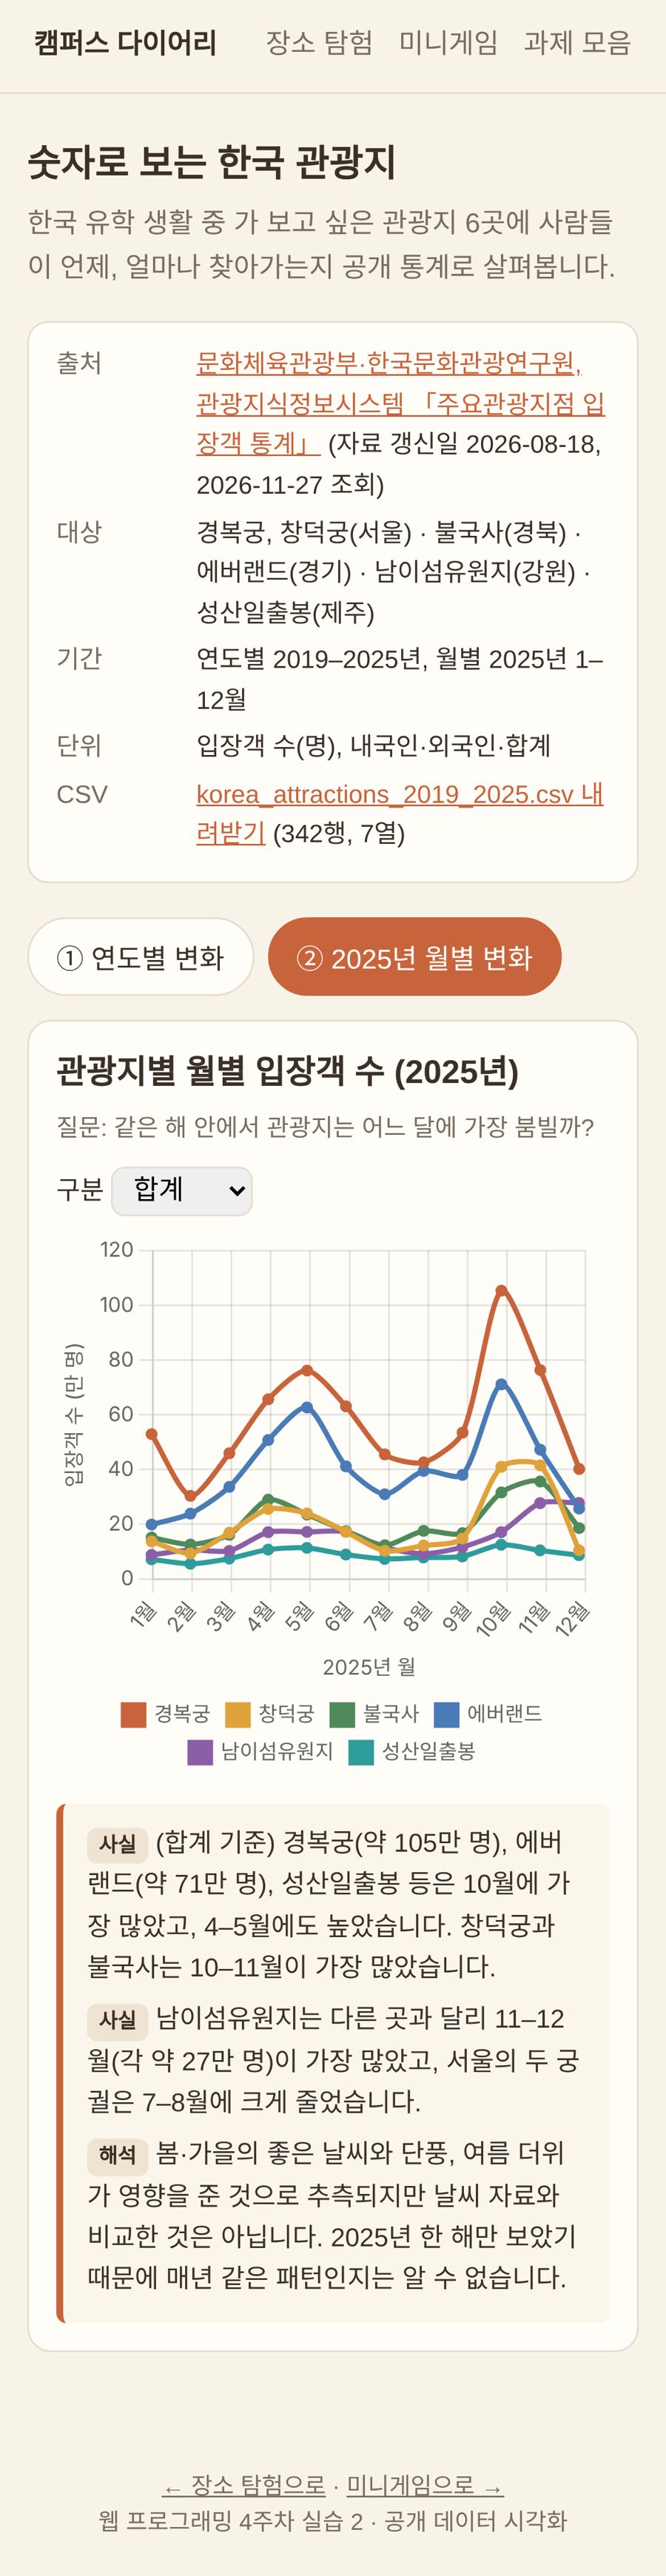 캠퍼스 다이어리 장소 탐험 미니게임 과제 모음
숫자로 보는 한국 관광지
한국 유학 생활 중 가 보고 싶은 관광지 6곳에 사람들
이 언제, 얼마나 찾아가는지 공개 통계로 살펴봅니다.
출처 문화체육관광부·한국문화관광연구원,
관광지식정보시스템 「주요관광지점 입
장객 통계」 (자료 갱신일 2026-08-18,
2026-11-27 조회)
대상 경복궁, 창덕궁(서울) · 불국사(경북) ·
에버랜드(경기) · 남이섬유원지(강원) ·
성산일출봉(제주)
기간 연도별 2019–2025년, 월별 2025년 1–
12월
단위 입장객 수(명), 내국인·외국인·합계
CSV korea_attractions_2019_2025.csv 내
려받기 (342행, 7열)
① 연도별 변화 ② 2025년 월별 변화
관광지별 월별 입장객 수 (2025년)
질문: 같은 해 안에서 관광지는 어느 달에 가장 붐빌까?
구분 합계
입장객 수 (만 명)
120
100
80
60
40
20
0
1월 2월 3월 4월 5월 6월 7월 8월 9월 10월 11월 12월
2025년 월
경복궁 창덕궁 불국사 에버랜드
남이섬유원지 성산일출봉
사실 (합계 기준) 경복궁(약 105만 명), 에버
랜드(약 71만 명), 성산일출봉 등은 10월에 가
장 많았고, 4–5월에도 높았습니다. 창덕궁과
불국사는 10–11월이 가장 많았습니다.
사실 남이섬유원지는 다른 곳과 달리 11–12
월(각 약 27만 명)이 가장 많았고, 서울의 두 궁
궐은 7–8월에 크게 줄었습니다.
해석 봄·가을의 좋은 날씨와 단풍, 여름 더위
가 영향을 준 것으로 추측되지만 날씨 자료와
비교한 것은 아닙니다. 2025년 한 해만 보았기
때문에 매년 같은 패턴인지는 알 수 없습니다.
← 장소 탐험으로 · 미니게임으로 →
웹 프로그래밍 4주차 실습 2 · 공개 데이터 시각화